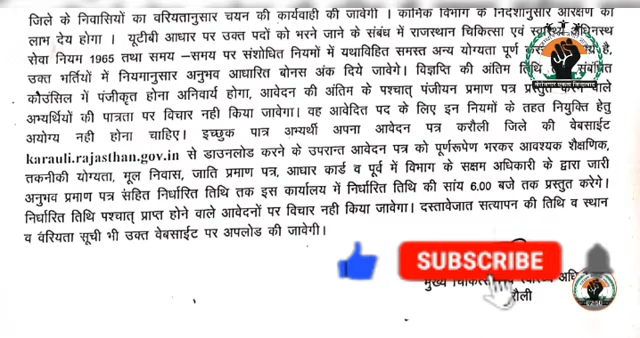 जिले के निवासियों का वरियतानुसार चयन की कार्यवाही की जावेगी। कार्मिक विभाग के निर्देशानुसार आरक्षण का
लाभ देय होगा। यूटीबी आधार पर उक्त पदों को भरने जाने के संबंध में राजस्थान चिकित्सा एवं स्वास्थ्य अधिनस्थ
सेवा नियम 1965 तथा समय – समय पर संशोधित नियमों में यथाविहित समस्त अन्य योग्यता पूर्ण है,
उक्त भर्तियों में नियमानुसार अनुभव आधारित बोनस अंक दिये जावेगे। विज्ञप्ति की अंतिम तिथि संबंधित
कौउसिंल में पंजीकृत होना अनिवार्य होगा, आवेदन की अंतिम के पश्चात् पंजीयन प्रमाण पत्र प्रस्तुत करने वाले
अभ्यर्थियों की पात्रता पर विचार नही किया जावेगा। वह आवेदित पद के लिए इन नियमों के तहत नियुक्ति हेतु
अयोग्य नही होना चाहिए। इच्छुक पात्र अभ्यर्थी अपना आवेदन पत्र करौली जिले की वेबसाईट
karauli.rajasthan.gov.in से डाउनलोड करने के उपरान्त आवेदन पत्र को पूर्णरूपेण भरकर आवश्यक शैक्षणिक,
तकनीकी योग्यता, मूल निवास, जाति प्रमाण पत्र, आधार कार्ड व पूर्व में विभाग के सक्षम अधिकारी के द्वारा जारी
अनुभव प्रमाण पत्र संहित निर्धारित तिथि तक इस कार्यालय में निर्धारित तिथि की सांय 6.00 बजे तक प्रस्तुत करेगे।
निर्धारित तिथि पश्चात् प्राप्त होने वाले आवेदनों पर विचार नही किया जावेगा। दस्तावेजात सत्यापन की तिथि व स्थान
व वंरियता सूची भी उक्त वेबसाईट पर अपलोड की जावेगी।
SUBSCRIBE
मुख्य